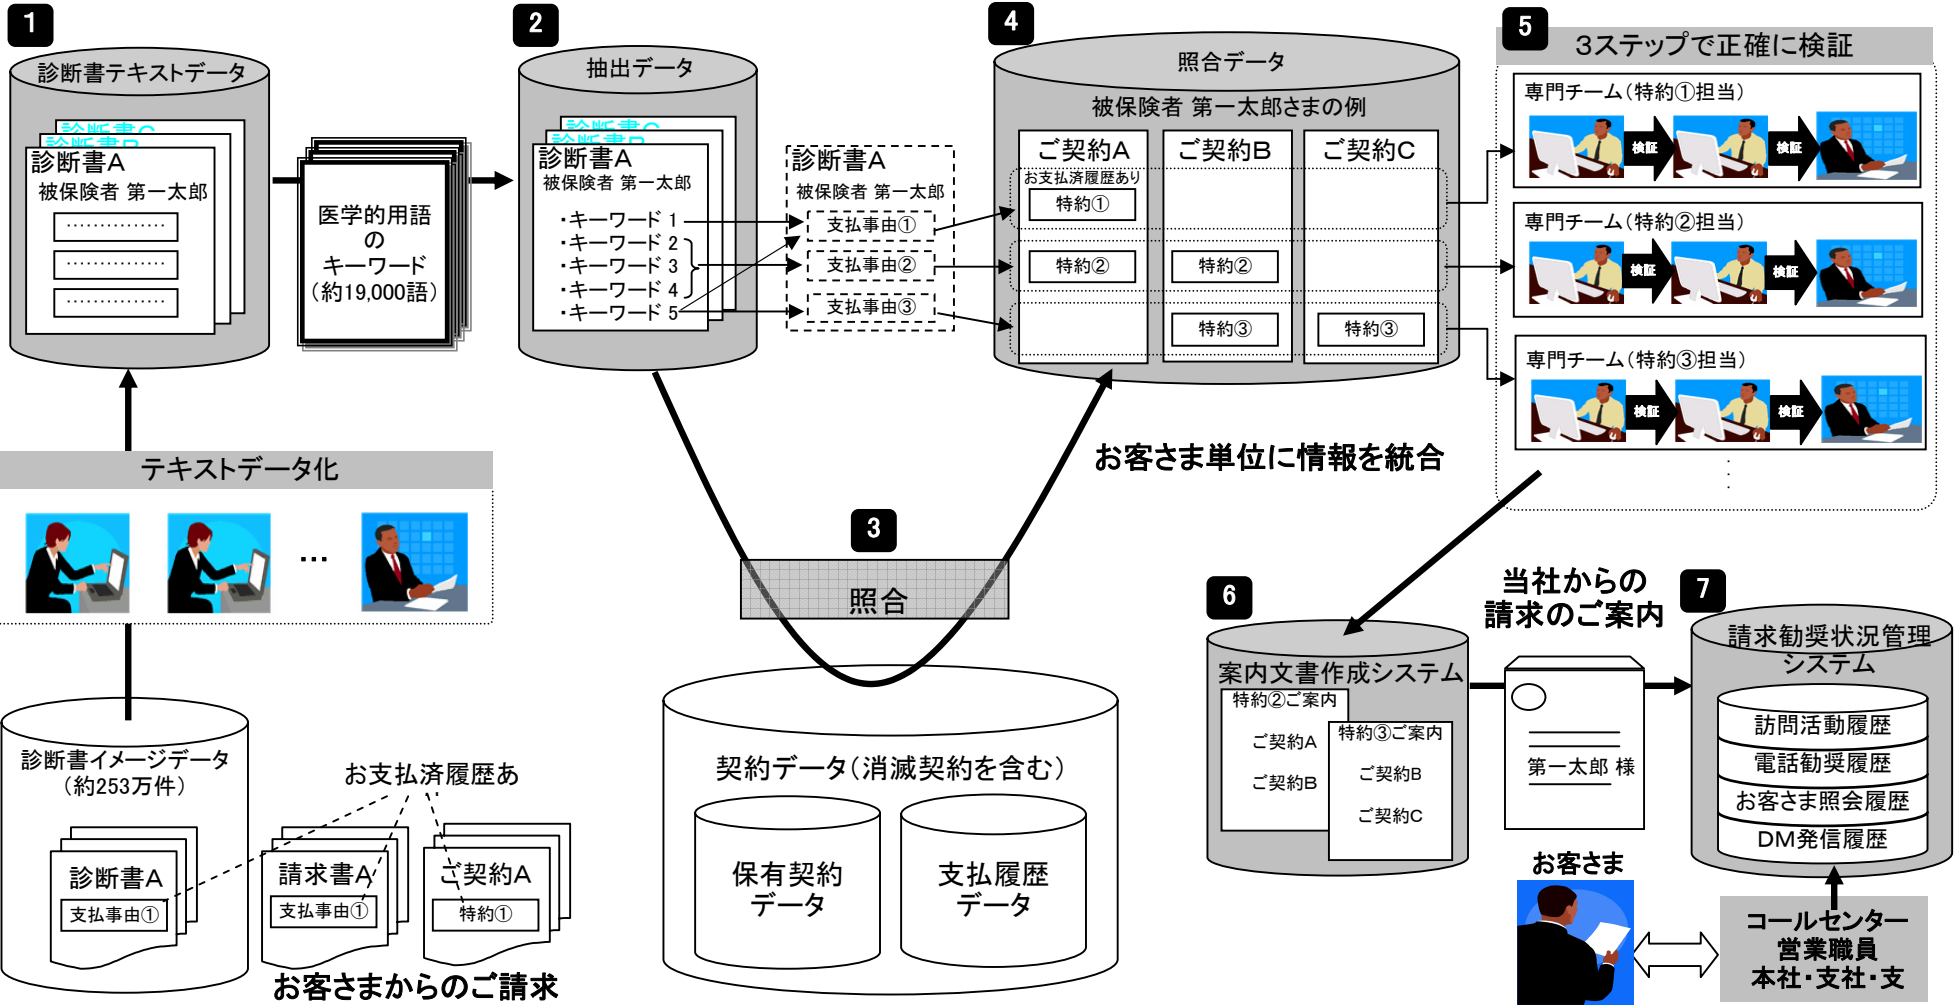 1
診断書テキストデータ
診断書C
診断書B
診断書A
被保険者 第一太郎
……………
……………
……………
医学的用語
の
キーワード
(約19,000語)
2
抽出データ
診断書C
診断書B
診断書A
被保険者 第一太郎
・キーワード 1
・キーワード 2
・キーワード 3
・キーワード 4
・キーワード 5
診断書A
被保険者 第一太郎
支払事由①
支払事由②
支払事由③
4
照合データ
被保険者 第一太郎さまの例
ご契約A
ご契約B
ご契約C
お支払済履歴あり
特約①
特約②
特約②
特約③
特約③
5
3ステップで正確に検証
専門チーム(特約①担当)
検証
検証
専門チーム(特約②担当)
検証
検証
専門チーム(特約③担当)
検証
検証
お客さま単位に情報を統合
テキストデータ化
…
3
照合
診断書イメージデータ
(約253万件)
お支払済履歴あ
診断書A
支払事由①
請求書A
支払事由①
ご契約A
特約①
お客さまからのご請求
契約データ(消滅契約を含む)
保有契約
データ
支払履歴
データ
6
案内文書作成システム
特約②ご案内
ご契約A
ご契約B
特約③ご案内
ご契約B
ご契約C
当社からの
請求のご案内
第一太郎 様
7
請求勧奨状況管理
システム
訪問活動履歴
電話勧奨履歴
お客さま照会履歴
DM発信履歴
お客さま
コールセンター
営業職員
本社・支社・支